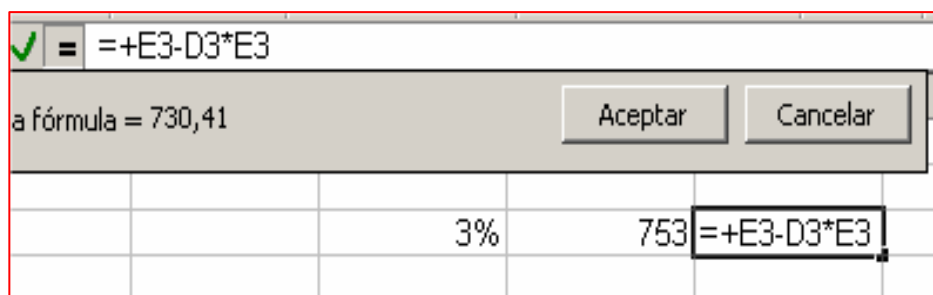 = =+E3-D3*E3
a fórmula = 730,41 Aceptar Cancelar
3% 753 =+E3-D3*E3